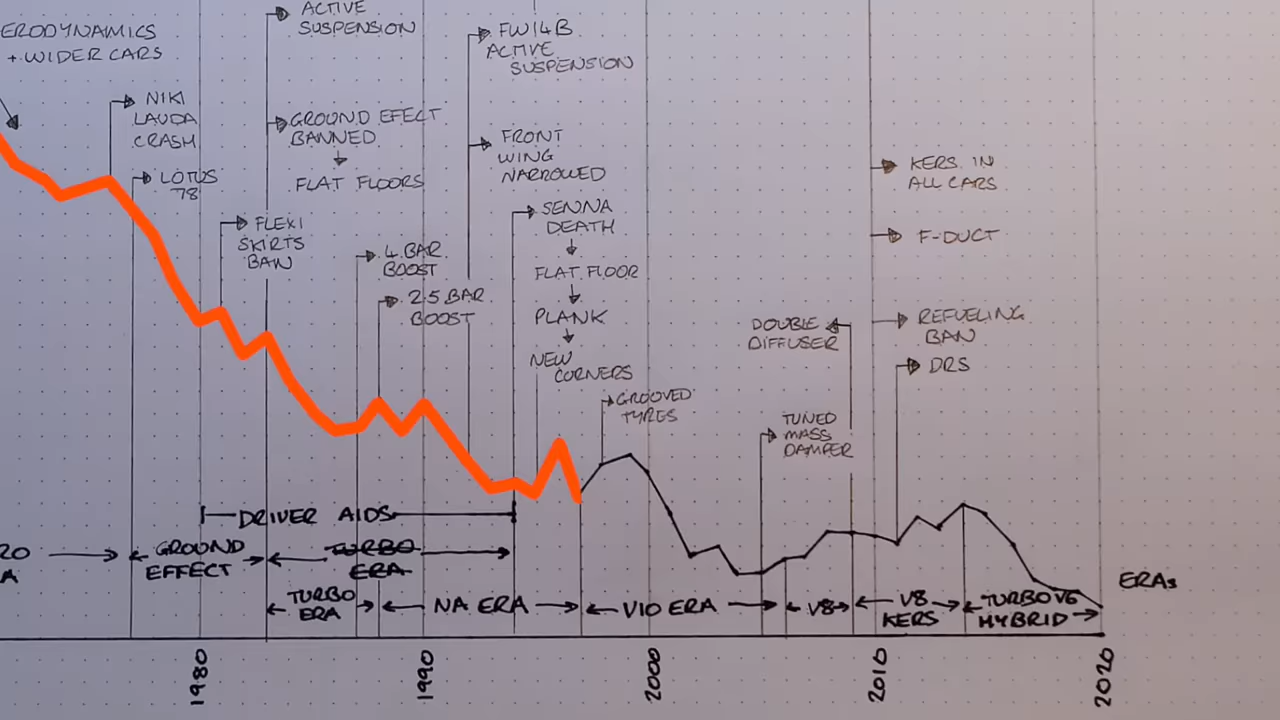 ERODYNAMICS
+ WIDER CARS
NIKI
LAUDA
CRASH
LOTUS
78
ACTIVE
SUSPENSION
GROUND EFECT
BANNED
FLAT FLOORS
FLEXI
SKIRTS
BAN
4 BAR
BOOST
2.5 BAR
BOOST
FW14B
ACTIVE
SUSPENSION
FRONT
WING
NARROWED
SENNA
DEATH
FLAT FLOOR
PLANK
NEW
CORNERS
GROOVED
TYRES
DOUBLE
DIFFUSER
TUNED
MASS
DAMPER
KERS IN
ALL CARS
F-DUCT
REFUELING
BAN
DRS
DRIVER AIDS
20
A
GROUND
EFFECT
TURBO
ERA
TURBO
ERA
NA ERA
V10 ERA
V8
V8
KERS
TURBO V6
HYBRID
ERAs
1980
1990
2000
2010
2020